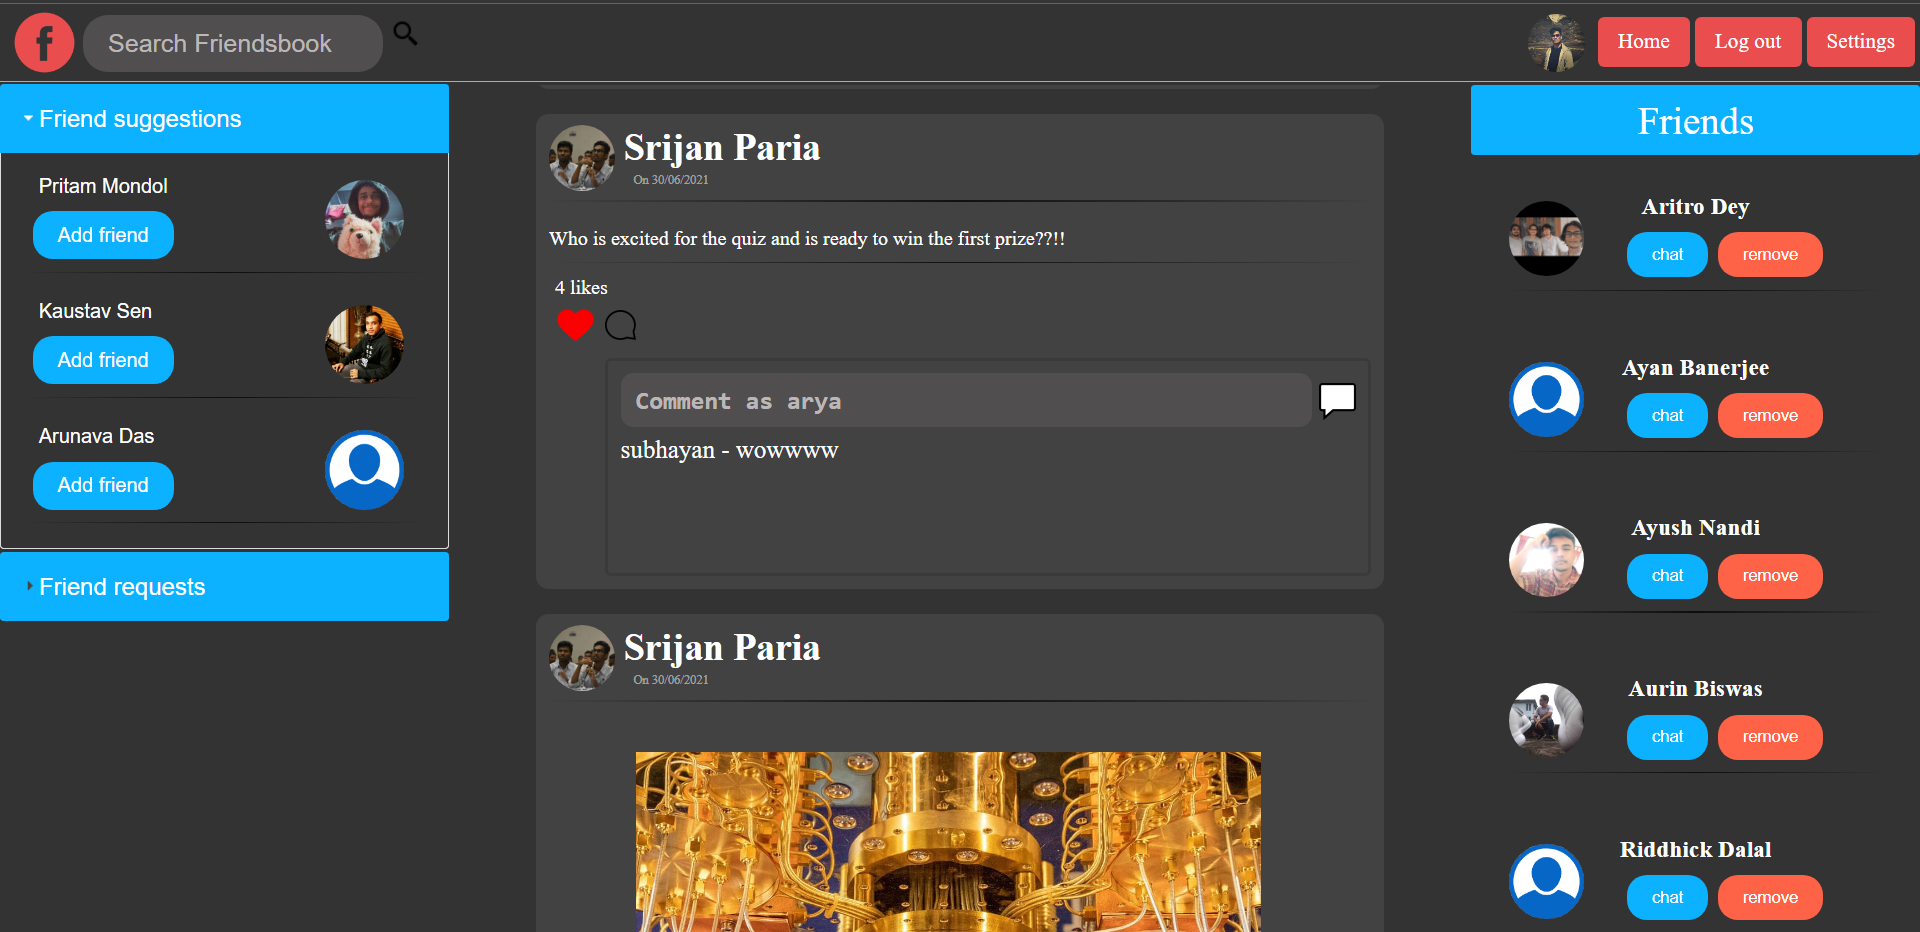 f
Search Friendsbook
Home
Log out
Settings
Friend suggestions
Pritam Mondol
Add friend
Kaustav Sen
Add friend
Arunava Das
Add friend
Friend requests
Srijan Paria
On 30/06/2021
Who is excited for the quiz and is ready to win the first prize??!!
4 likes
Comment as arya
subhayan - wowwww
Srijan Paria
On 30/06/2021
Friends
Aritro Dey
chat
remove
Ayan Banerjee
chat
remove
Ayush Nandi
chat
remove
Aurin Biswas
chat
remove
Riddhick Dalal
chat
remove